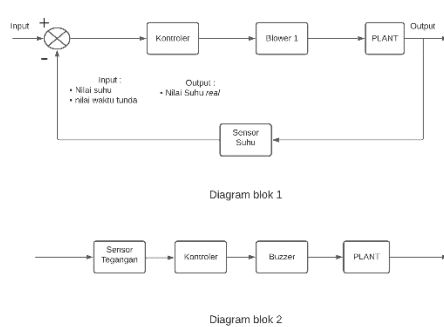 Input
+
Kontroler
Blower 1
PLANT
Output
−
Input :
• Nilai suhu
• nilai waktu tunda
Output :
• Nilai Suhu real
Sensor
Suhu
Diagram blok 1
Sensor
Tegangan
Kontroler
Buzzer
PLANT
Diagram blok 2